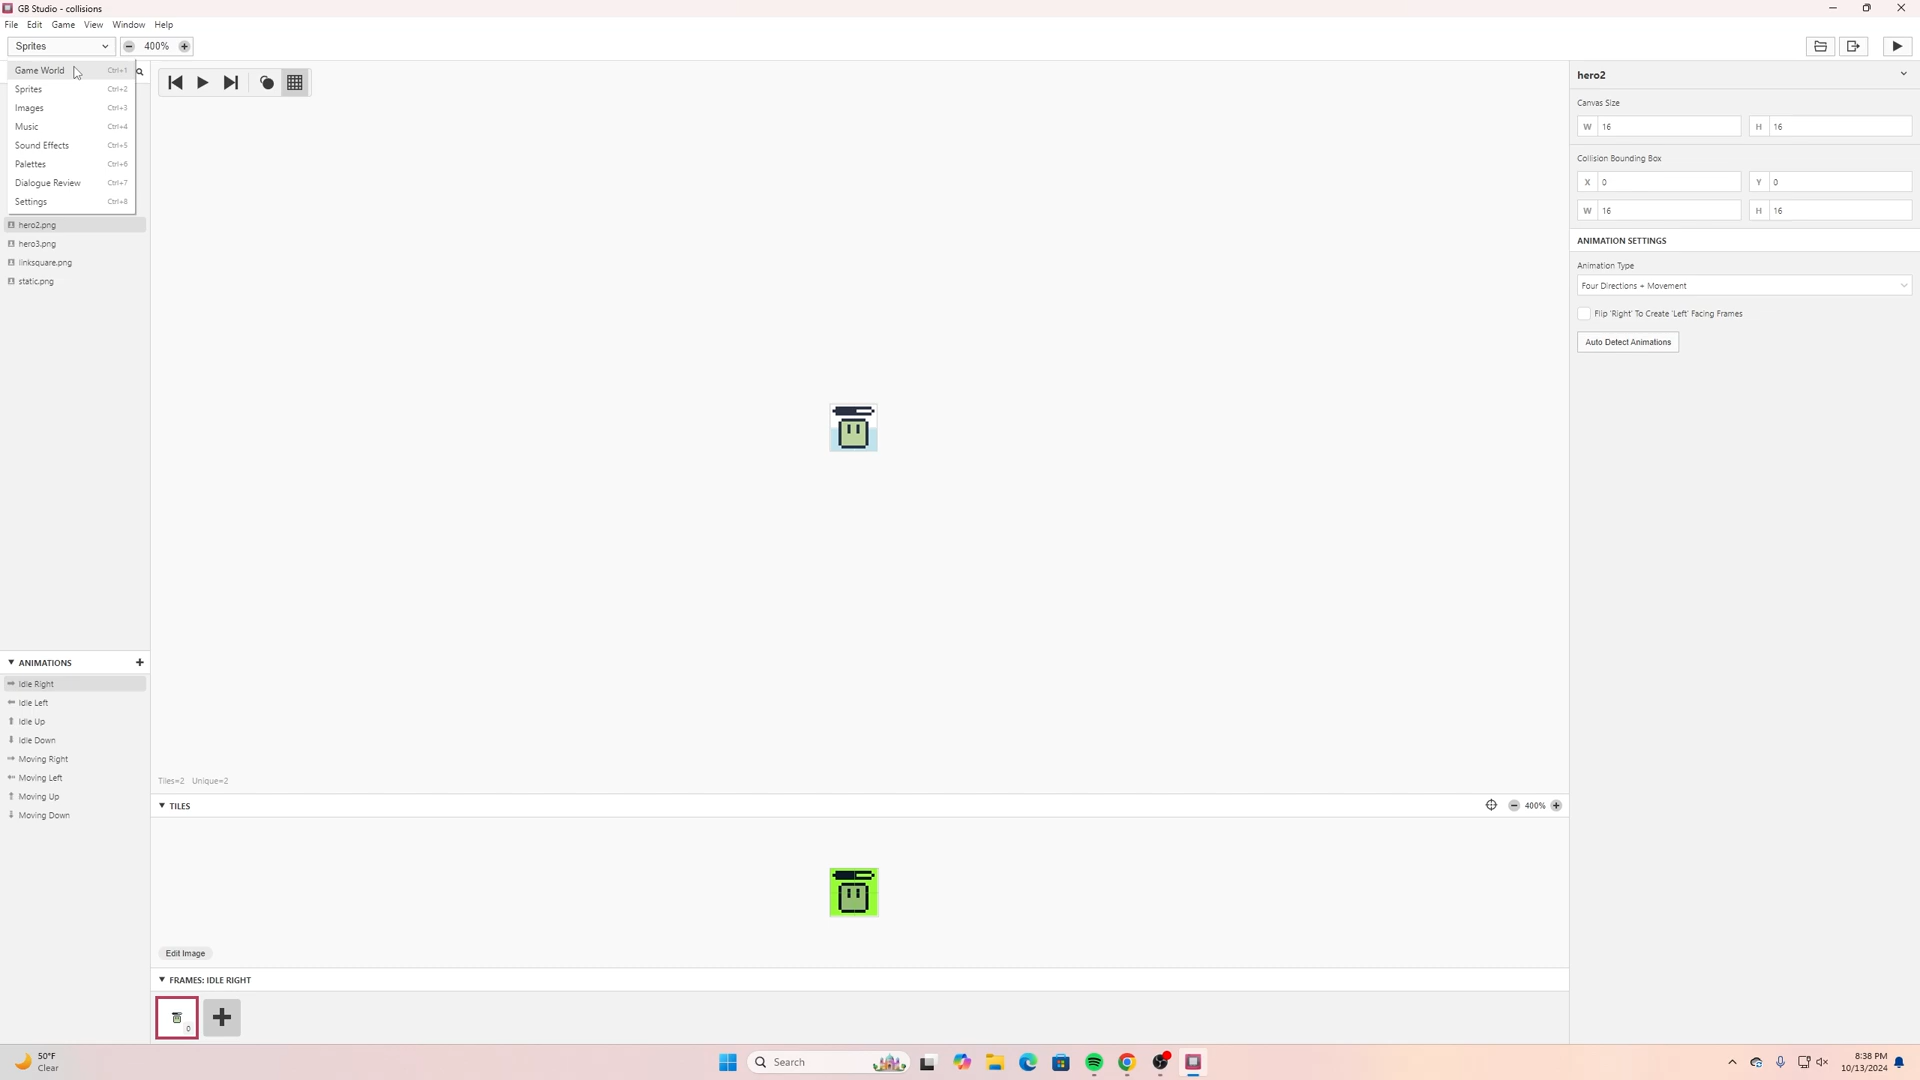 GB Studio - collisions
File Edit Game View Window Help
Sprites 400%
Game World Ctrl+1
Sprites Ctrl+2
Images Ctrl+3
Music Ctrl+4
Sound Effects Ctrl+5
Palettes Ctrl+6
Dialogue Review Ctrl+7
Settings Ctrl+8
hero2.png
hero3.png
linksquare.png
static.png
ANIMATIONS
Idle Right
Idle Left
Idle Up
Idle Down
Moving Right
Moving Left
Moving Up
Moving Down
Tiles=2 Unique=2
TILES 400%
Edit Image
FRAMES: IDLE RIGHT
0
hero2
Canvas Size
W 16 H 16
Collision Bounding Box
X 0 Y 0
W 16 H 16
ANIMATION SETTINGS
Animation Type
Four Directions + Movement
Flip 'Right' To Create 'Left' Facing Frames
Auto Detect Animations
50°F
Clear
Search
8:38 PM
10/13/2024